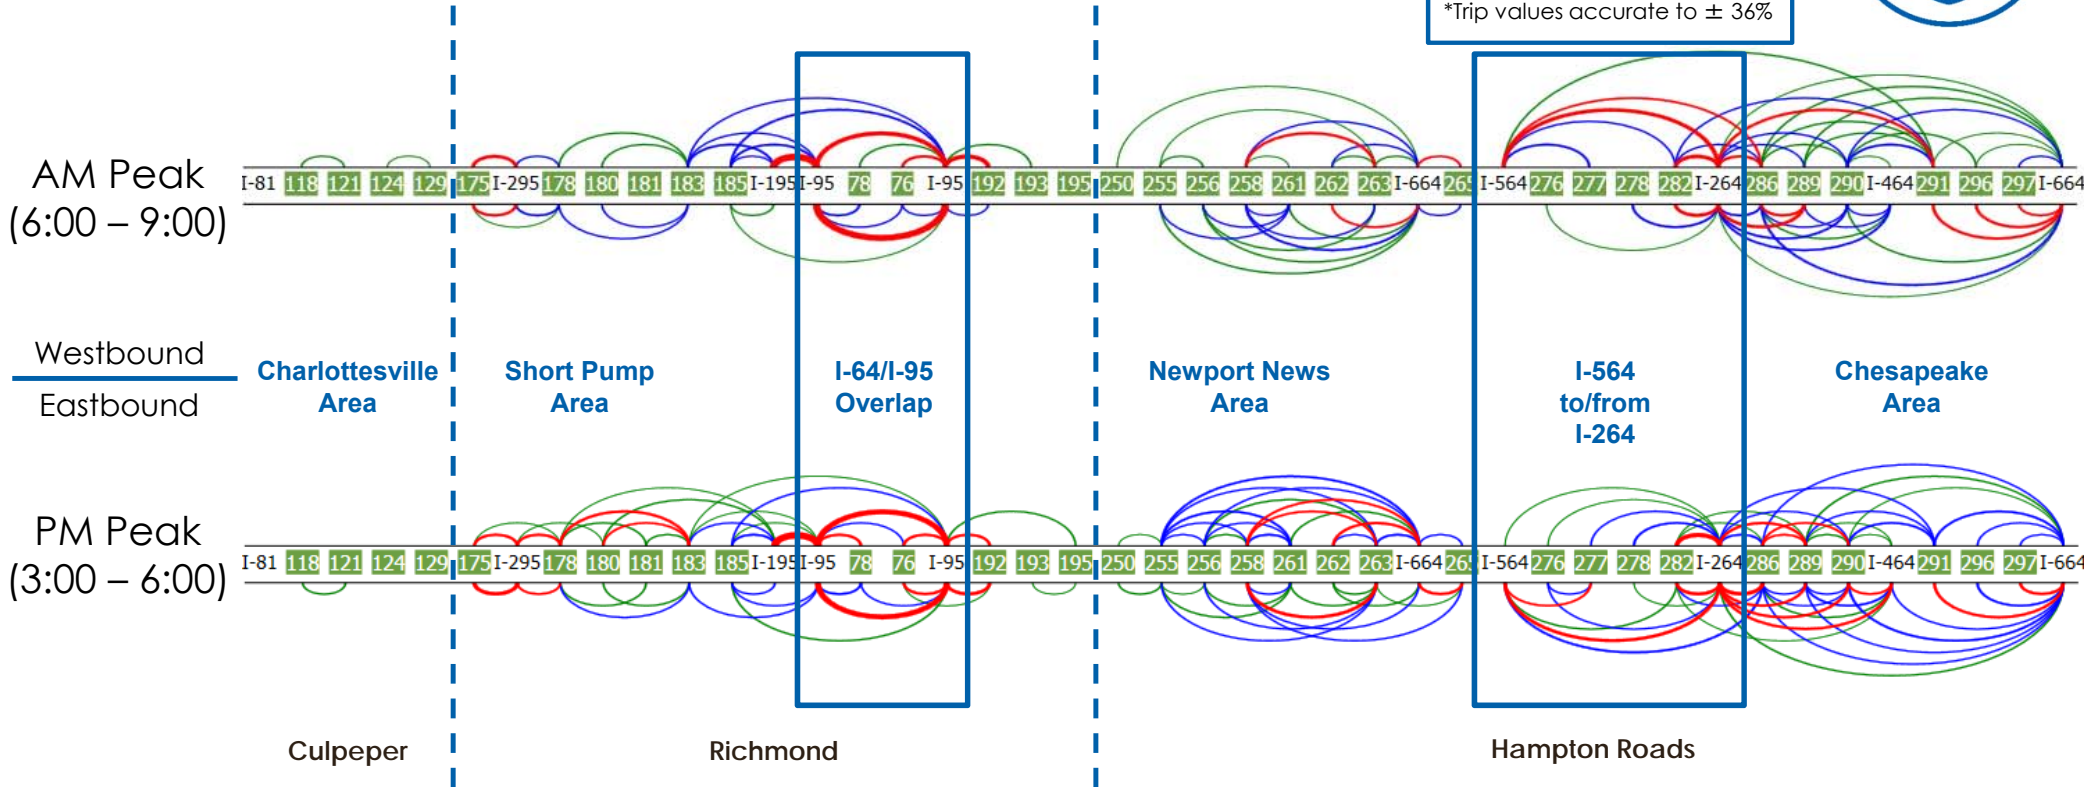 *Trip values accurate to ± 36%
AM Peak
(6:00 – 9:00)
I-81 118 121 124 129 175 I-295 178 180 181 183 185 I-195 I-95 78 76 I-95 192 193 195 250 255 256 258 261 262 263 I-664 265 I-564 276 277 278 282 I-264 286 289 290 I-464 291 296 297 I-664
Westbound
Eastbound
Charlottesville
Area
Short Pump
Area
I-64/I-95
Overlap
Newport News
Area
I-564
to/from
I-264
Chesapeake
Area
PM Peak
(3:00 – 6:00)
I-81 118 121 124 129 175 I-295 178 180 181 183 185 I-195 I-95 78 76 I-95 192 193 195 250 255 256 258 261 262 263 I-664 265 I-564 276 277 278 282 I-264 286 289 290 I-464 291 296 297 I-664
Culpeper
Richmond
Hampton Roads